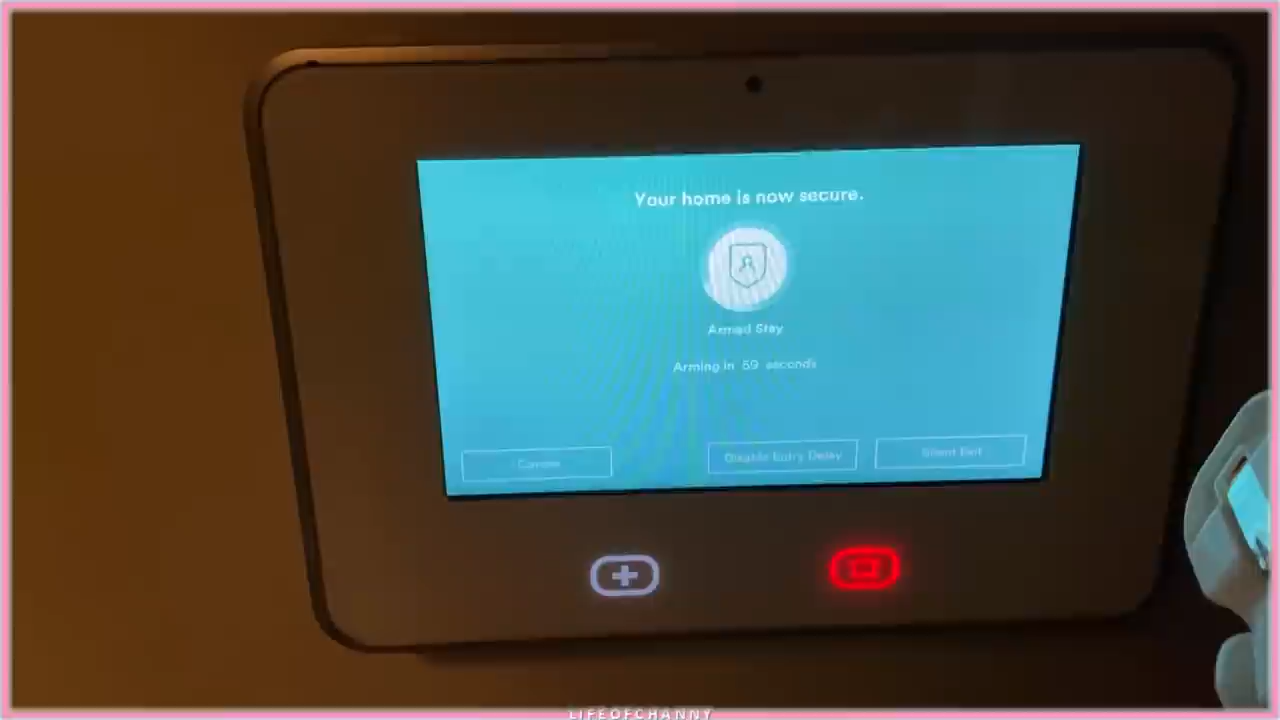 Your home is now secure.
Armed Stay
Arming in 59 seconds
Cancel
Disable Entry Delay
Silent Exit
LIFEOFCHANNY